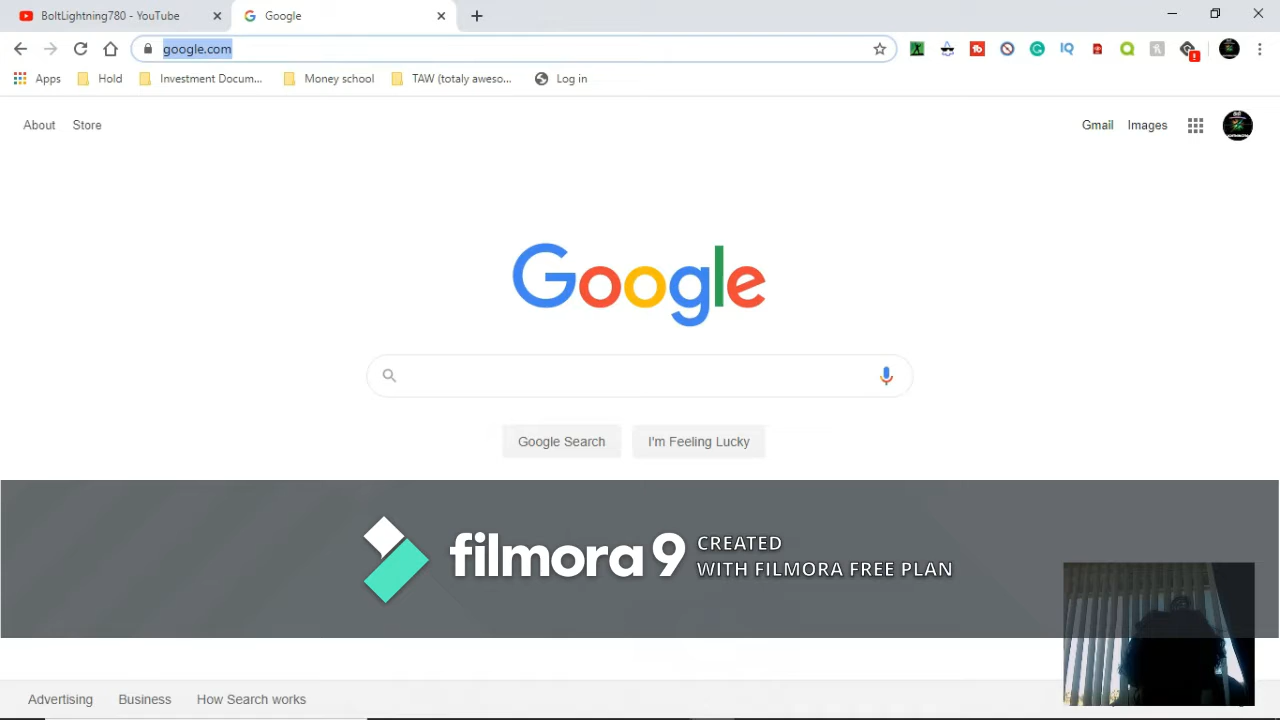 BoltLightning780 - YouTube
Google
google.com
Apps
Hold
Investment Docum...
Money school
TAW (totaly aweso...
Log in
About
Store
Gmail
Images
Google
Google Search
I'm Feeling Lucky
filmora 9
CREATED
WITH FILMORA FREE PLAN
Advertising
Business
How Search works